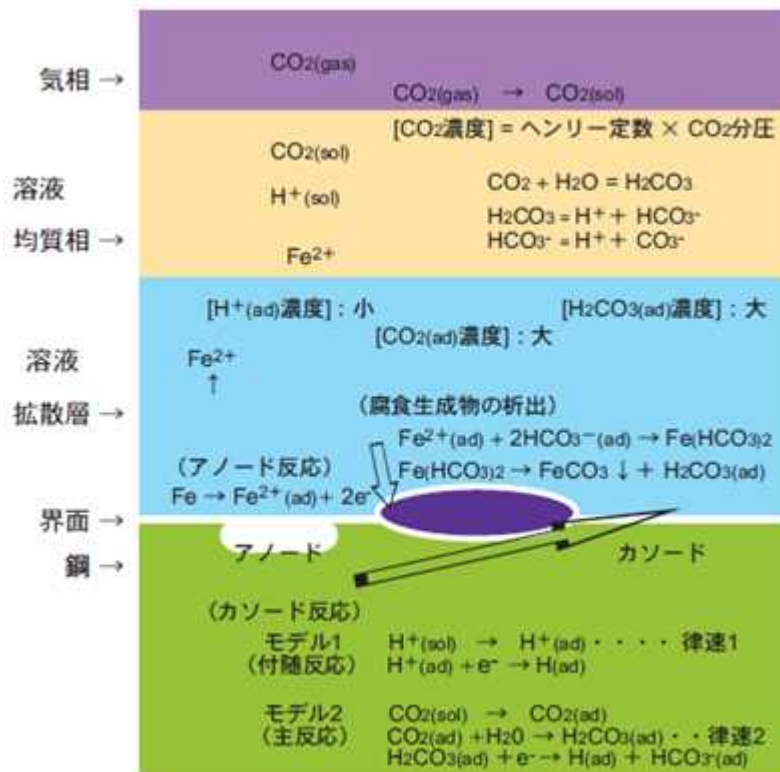 CO2(gas)
気相 →
CO2(gas) → CO2(sol)
[CO2濃度] = ヘンリー定数 × CO2分圧
CO2(sol)
CO2 + H2O = H2CO3
溶液
H+(sol)
H2CO3 = H+ + HCO3-
均質相 →
HCO3- = H+ + CO3-
Fe2+
[H+(ad)濃度] : 小
[H2CO3(ad)濃度] : 大
[CO2(ad)濃度] : 大
溶液
Fe2+
↑
拡散層 →
(腐食生成物の析出)
Fe2+(ad) + 2HCO3-(ad) → Fe(HCO3)2
(アノード反応)
Fe(HCO3)2 → FeCO3 ↓ + H2CO3(ad)
Fe → Fe2+(ad) + 2e-
界面 →
アノード
カソード
鋼 →
(カソード反応)
モデル1 H+(sol) → H+(ad)・・・・ 律速1
(付随反応) H+(ad) + e- → H(ad)
モデル2 CO2(sol) → CO2(ad)
(主反応) CO2(ad) + H20 → H2CO3(ad)・・律速2
H2CO3(ad) + e- → H(ad) + HCO3-(ad)